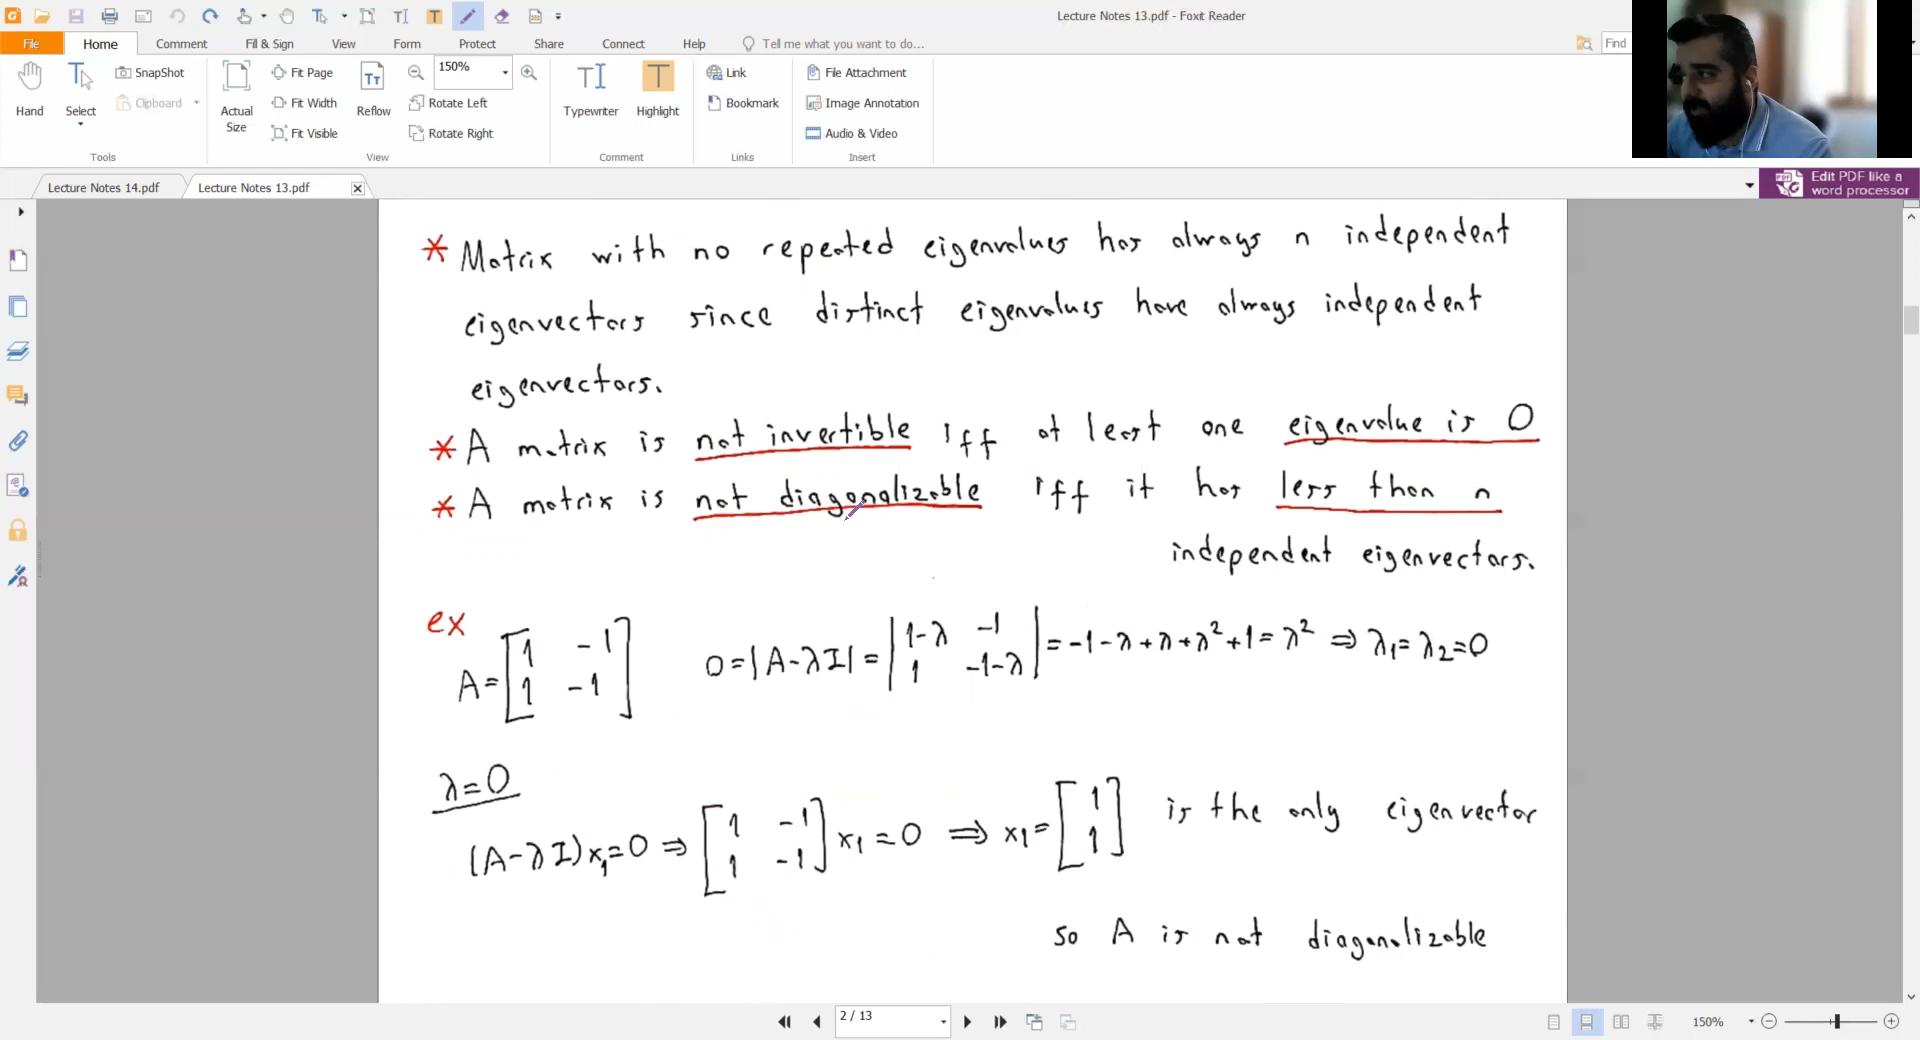 Lecture Notes 13.pdf - Foxit Reader
File Home Comment Fill & Sign View Form Protect Share Connect Help Tell me what you want to do... Find
Hand Select SnapShot Clipboard
Tools
Actual Size Fit Page Fit Width Fit Visible Reflow 150% Rotate Left Rotate Right
View
Typewriter Highlight
Comment
Link Bookmark
Links
File Attachment Image Annotation Audio & Video
Insert
Lecture Notes 14.pdf Lecture Notes 13.pdf
Edit PDF like a
word processor
* Matrix with no repeated eigenvalues has always n independent
eigenvectors since distinct eigenvalues have always independent
eigenvectors.
* A matrix is not invertible iff at least one eigenvalue is 0
* A matrix is not diagonalizable iff it has less than n
independent eigenvectors.
ex
A = [1 -1; 1 -1] 0 = |A-λI| = |1-λ -1; 1 -1-λ| = -1-λ+λ+λ²+1 = λ² ⇒ λ₁=λ₂=0
λ=0
(A-λI)x₁=0 ⇒ [1 -1; 1 -1] x₁=0 ⇒ x₁= [1; 1] is the only eigenvector
so A is not diagonalizable
2 / 13
150%